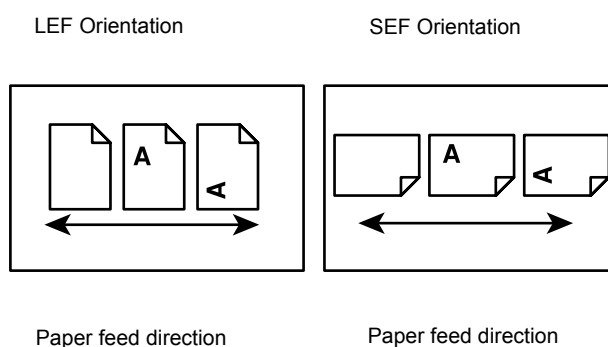 LEF Orientation
SEF Orientation
A
A
A
A
Paper feed direction
Paper feed direction